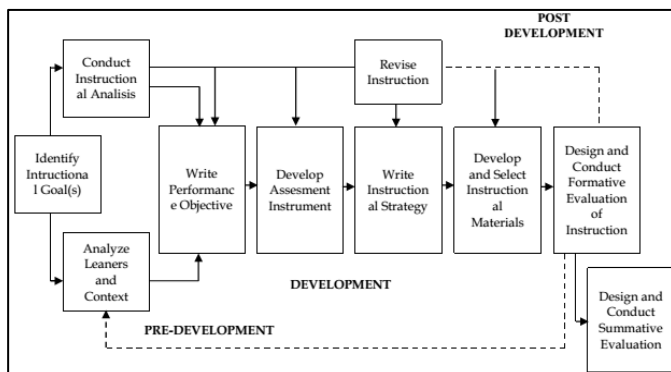 POST
DEVELOPMENT
Conduct
Instruction
al Analisis
Revise
Instruction
Identify
Intructiona
l Goal(s)
Write
Performanc
e Objective
Develop
Assesment
Instrument
Write
Instruction
al Strategy
Develop
and Select
Instruction
al
Materials
Design and
Conduct
Formative
Evaluation
of
Instruction
Analyze
Leaners
and
Context
DEVELOPMENT
PRE-DEVELOPMENT
Design and
Conduct
Summative
Evaluation